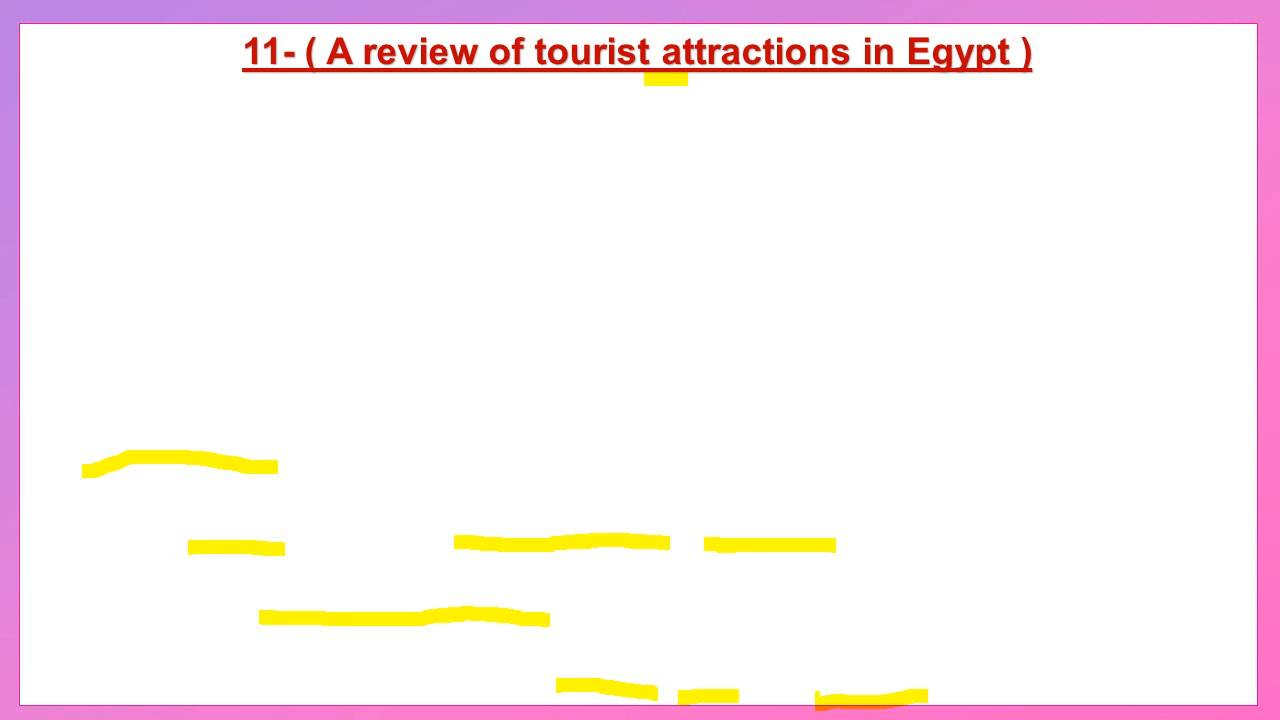 11- ( A review of tourist attractions in Egypt )